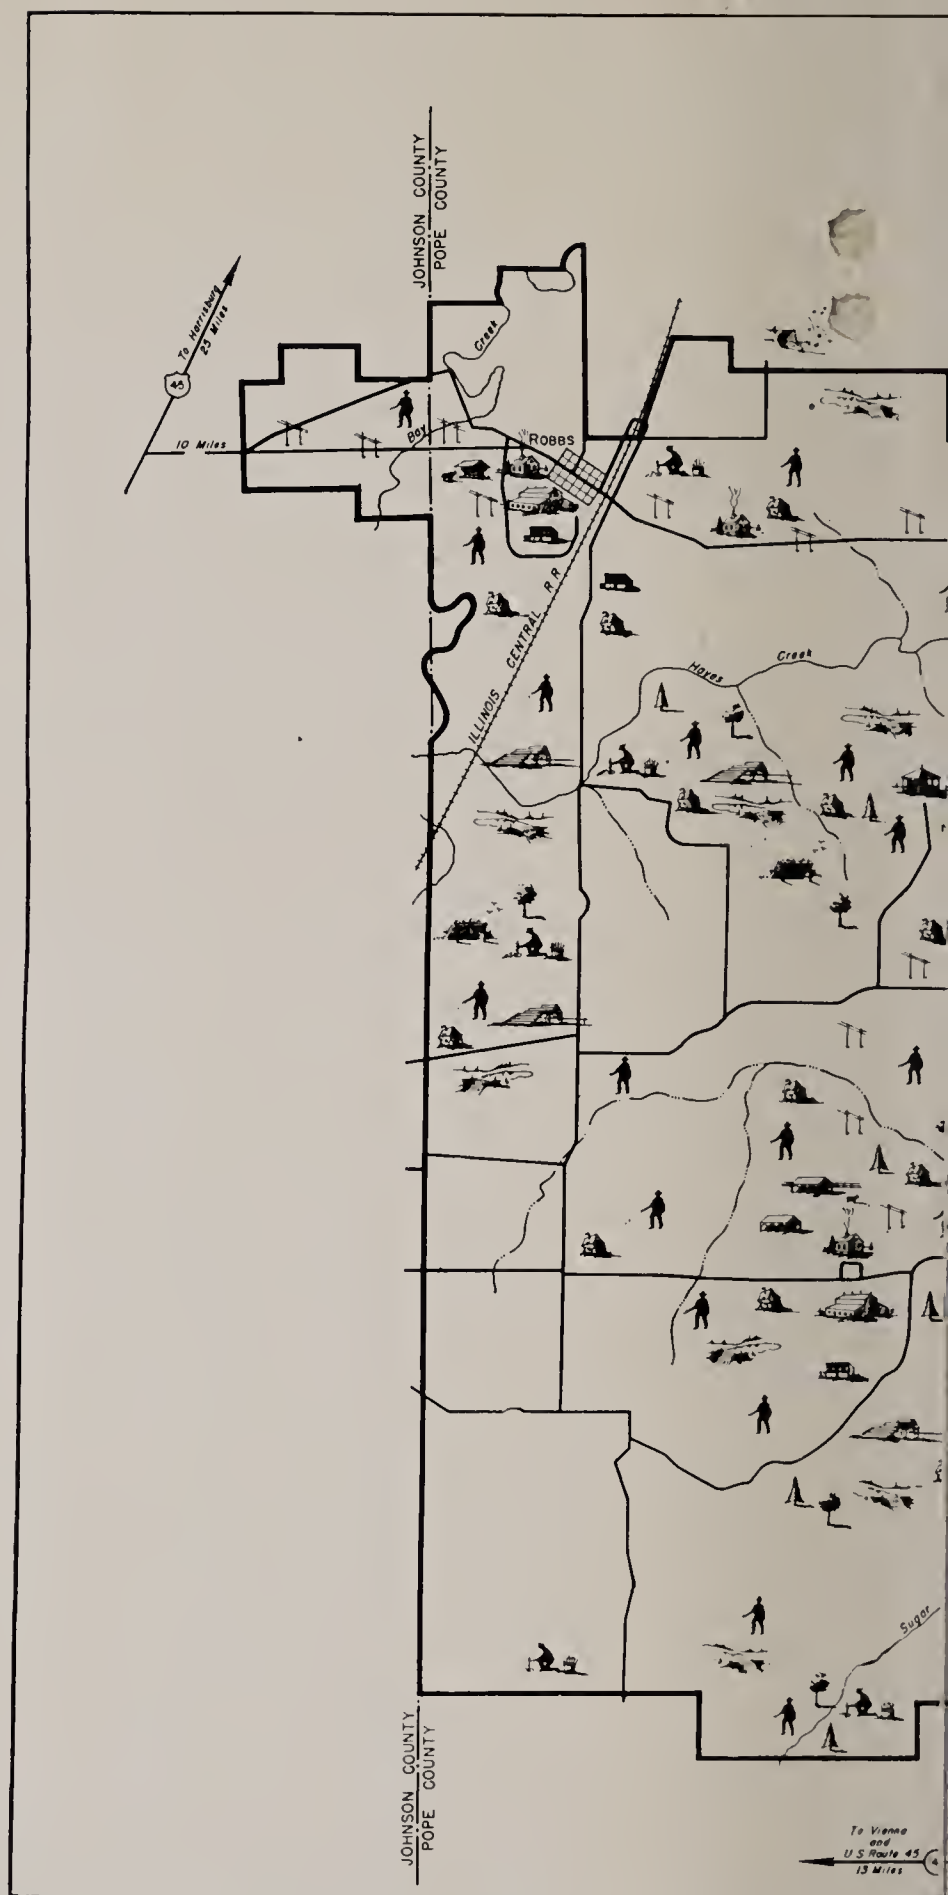 JOHNSON COUNTY
POPE COUNTY
To Harrisburg
25 Miles
45
10 Miles
Creek
Bay
ROBBS
ILLINOIS CENTRAL R R
Hayes Creek
Sugar
JOHNSON COUNTY
POPE COUNTY
To Vienna
and
U S Route 45
13 Miles